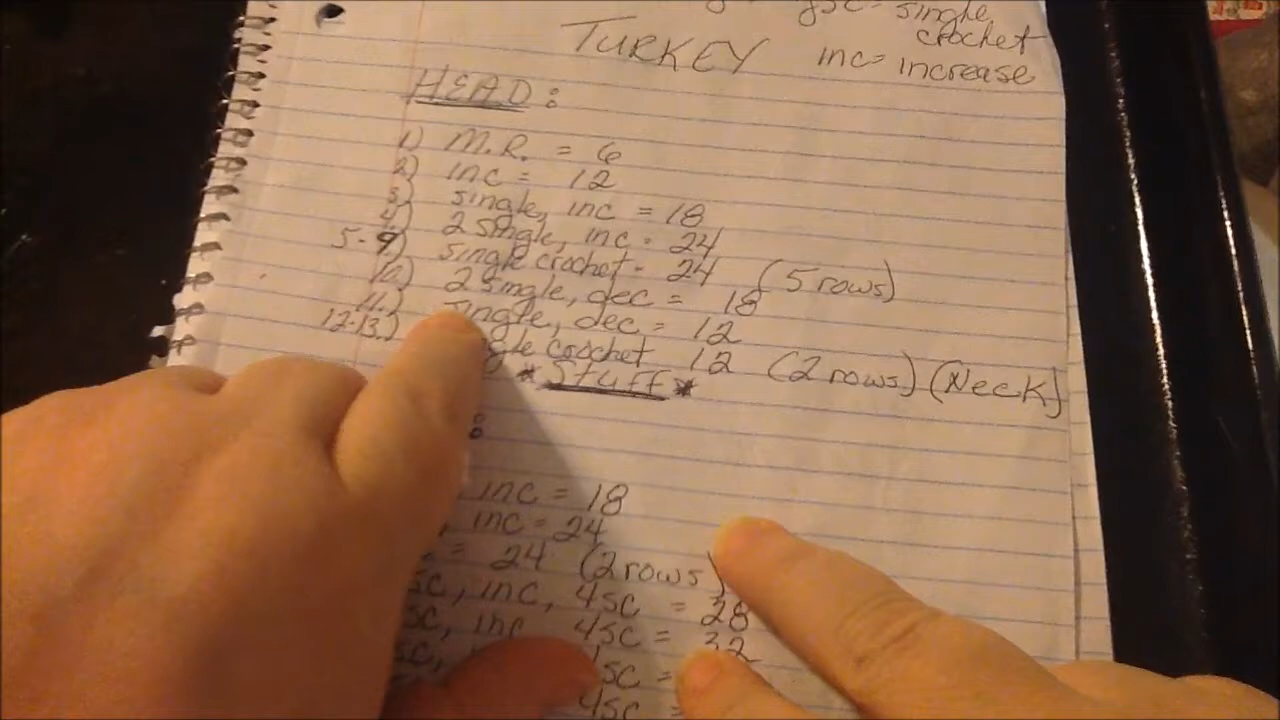 single
crochet
TURKEY inc= increase
HEAD:
1) M.R. = 6
2) inc = 12
3) single, inc = 18
4) 2 single, inc = 24
5-9) single crochet = 24 (5 rows)
10.) 2 single, dec = 18
11.) single, dec = 12
12-13.) crochet 12 (2 rows) (Neck)
*Stuff*
:
, inc = 18
, inc = 24
= 24 (2 rows)
sc, inc, 4sc = 28
sc, inc 4sc = 32
sc, sc =
4sc =